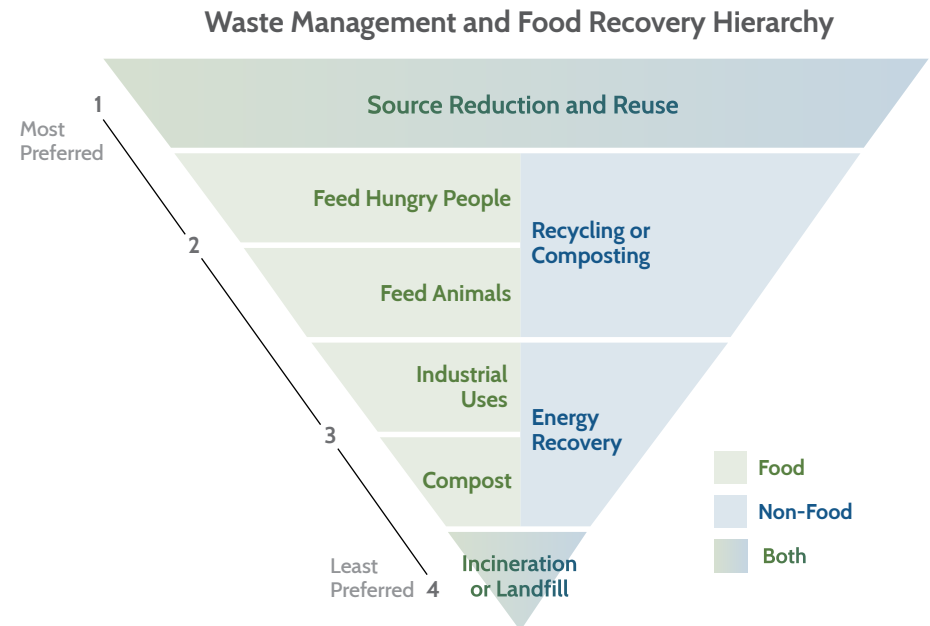 Waste Management and Food Recovery Hierarchy
1
Most
Preferred
Source Reduction and Reuse
2
Feed Hungry People
Feed Animals
Recycling or
Composting
3
Industrial
Uses
Compost
Energy
Recovery
Least
Preferred 4
Incineration
or Landfill
Food
Non-Food
Both